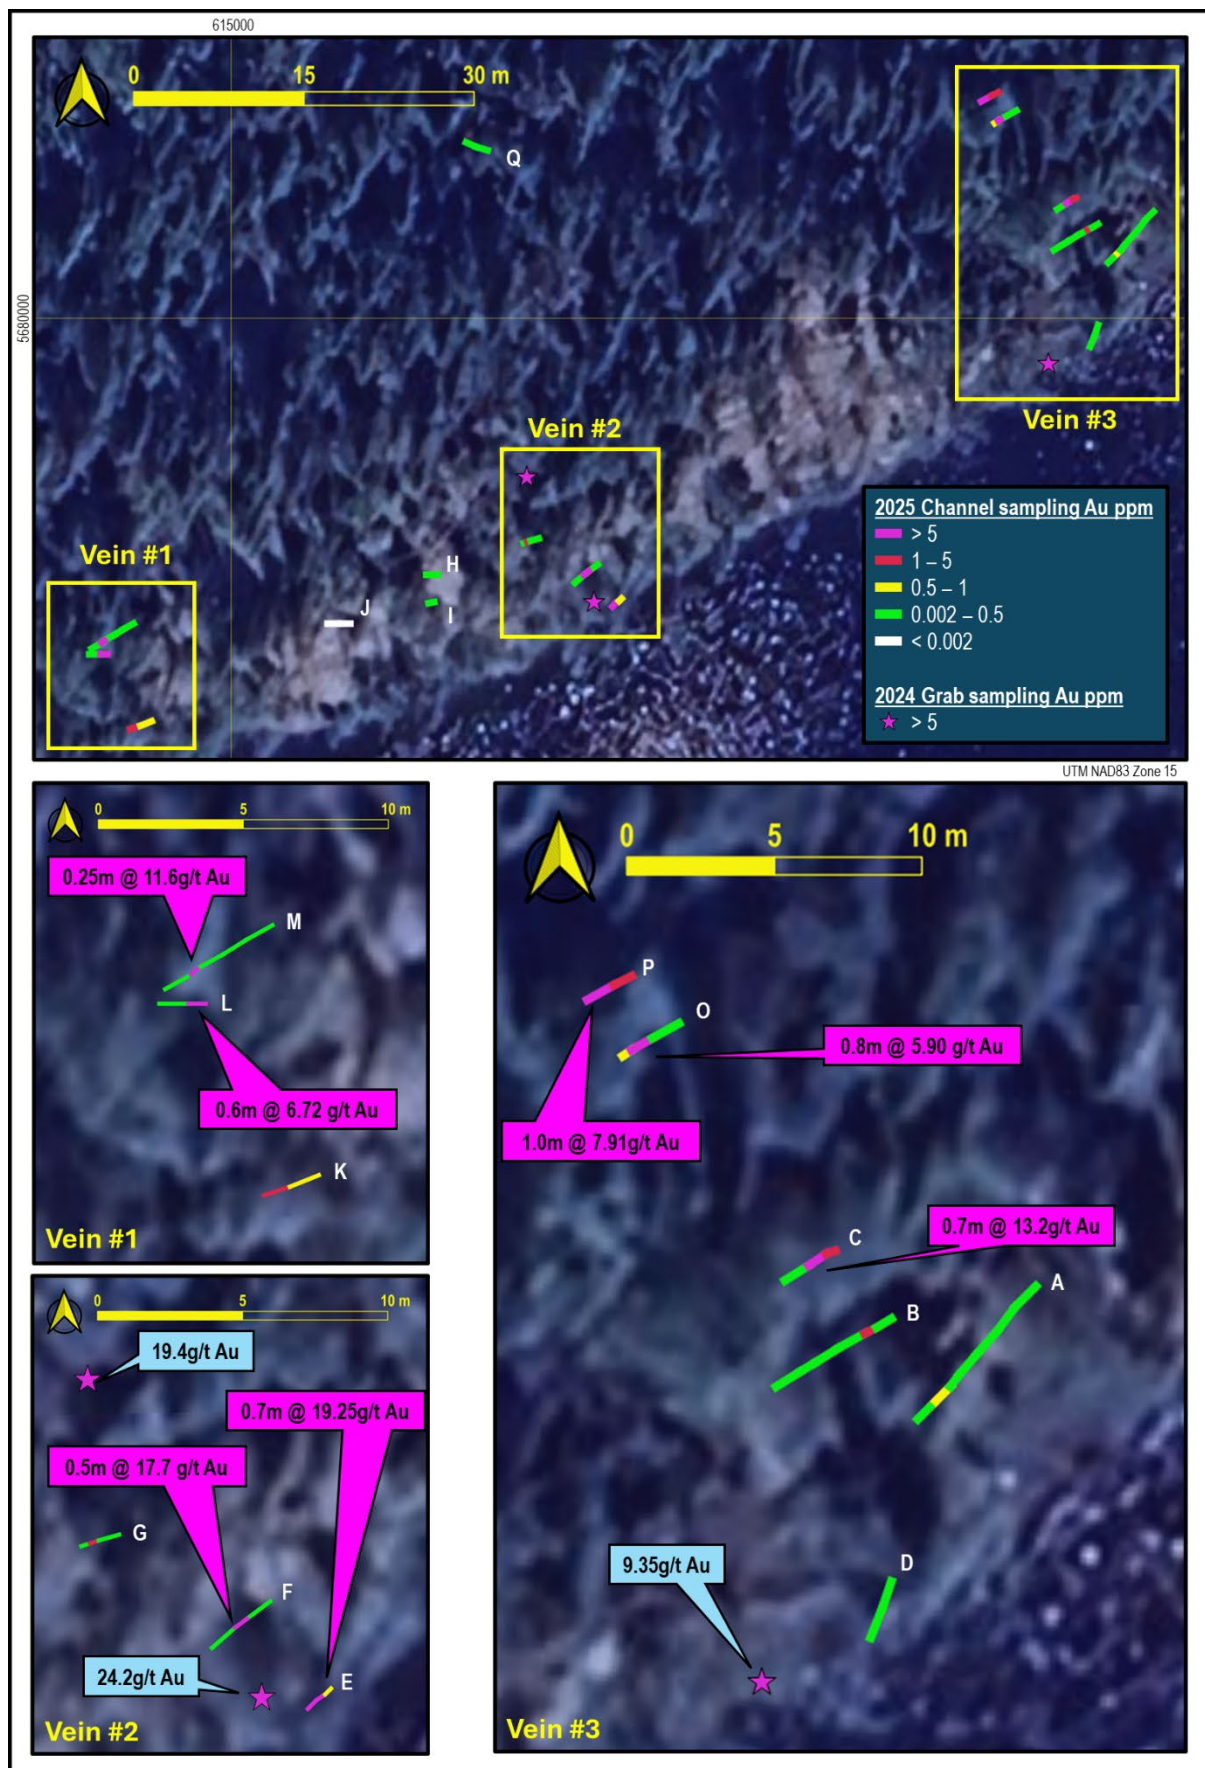 615000
0 15 30 m
Q
5680000
Vein #3
Vein #2
2025 Channel sampling Au ppm
> 5
1 – 5
0.5 – 1
0.002 – 0.5
< 0.002
2024 Grab sampling Au ppm
> 5
Vein #1
H
I
J
UTM NAD83 Zone 15
0 5 10 m
0.25m @ 11.6g/t Au
M
L
0.6m @ 6.72 g/t Au
K
Vein #1
0 5 10 m
19.4g/t Au
0.7m @ 19.25g/t Au
0.5m @ 17.7 g/t Au
G
F
24.2g/t Au
E
Vein #2
0 5 10 m
P
O
0.8m @ 5.90 g/t Au
1.0m @ 7.91g/t Au
0.7m @ 13.2g/t Au
C
A
B
9.35g/t Au
D
Vein #3